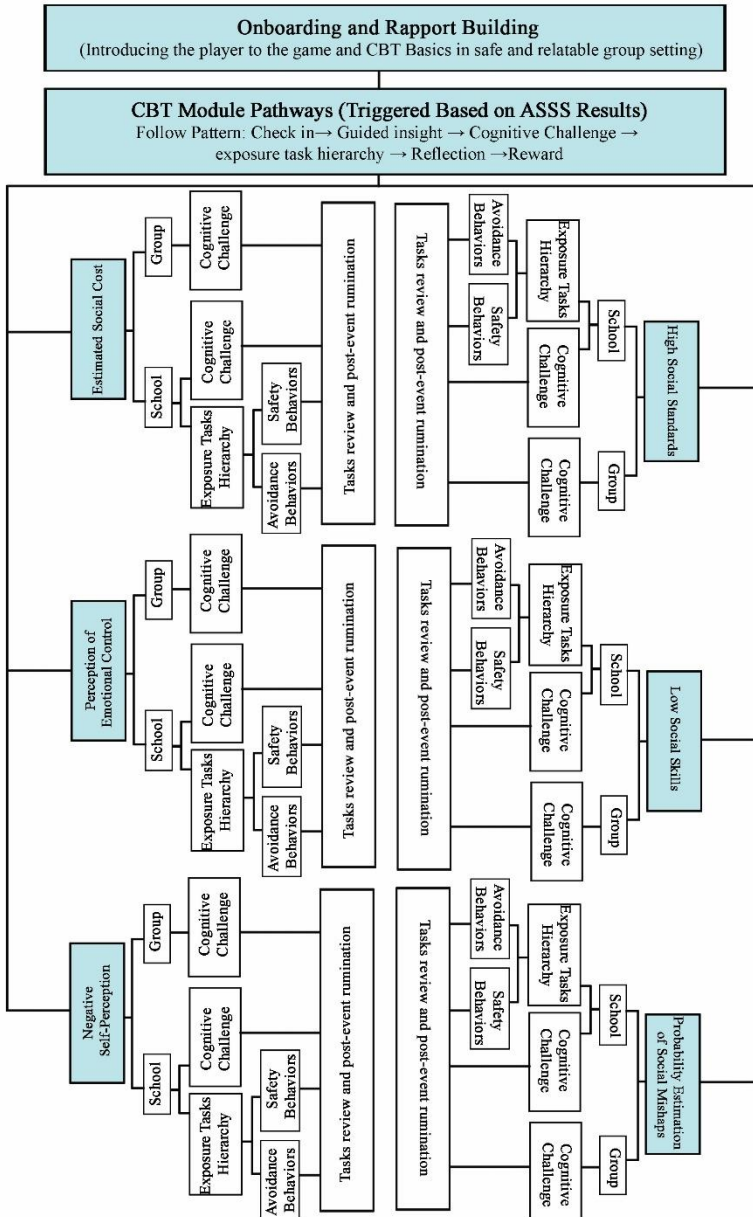 Onboarding and Rapport Building
(Introducing the player to the game and CBT Basics in safe and relatable group setting)
CBT Module Pathways (Triggered Based on ASSS Results)
Follow Pattern: Check in→ Guided insight → Cognitive Challenge →
exposure task hierarchy → Reflection →Reward
Estimated Social Cost
Group
School
Cognitive
Challenge
Cognitive
Challenge
Exposure Tasks
Hierarchy
Safety
Behaviors
Avoidance
Behaviors
Tasks review and post-event rumination
Perception of
Emotional Control
Group
School
Cognitive
Challenge
Cognitive
Challenge
Exposure Tasks
Hierarchy
Safety
Behaviors
Avoidance
Behaviors
Tasks review and post-event rumination
Negative
Self-Perception
Group
School
Cognitive
Challenge
Cognitive
Challenge
Exposure Tasks
Hierarchy
Safety
Behaviors
Avoidance
Behaviors
Tasks review and post-event rumination
High Social Standards
School
Group
Exposure Tasks
Hierarchy
Cognitive
Challenge
Cognitive
Challenge
Avoidance
Behaviors
Safety
Behaviors
Tasks review and post-event rumination
Low Social
Skills
School
Group
Exposure Tasks
Hierarchy
Cognitive
Challenge
Cognitive
Challenge
Avoidance
Behaviors
Safety
Behaviors
Tasks review and post-event rumination
Probability Estimation
of Social Mishaps
School
Group
Exposure Tasks
Hierarchy
Cognitive
Challenge
Cognitive
Challenge
Avoidance
Behaviors
Safety
Behaviors
Tasks review and post-event rumination